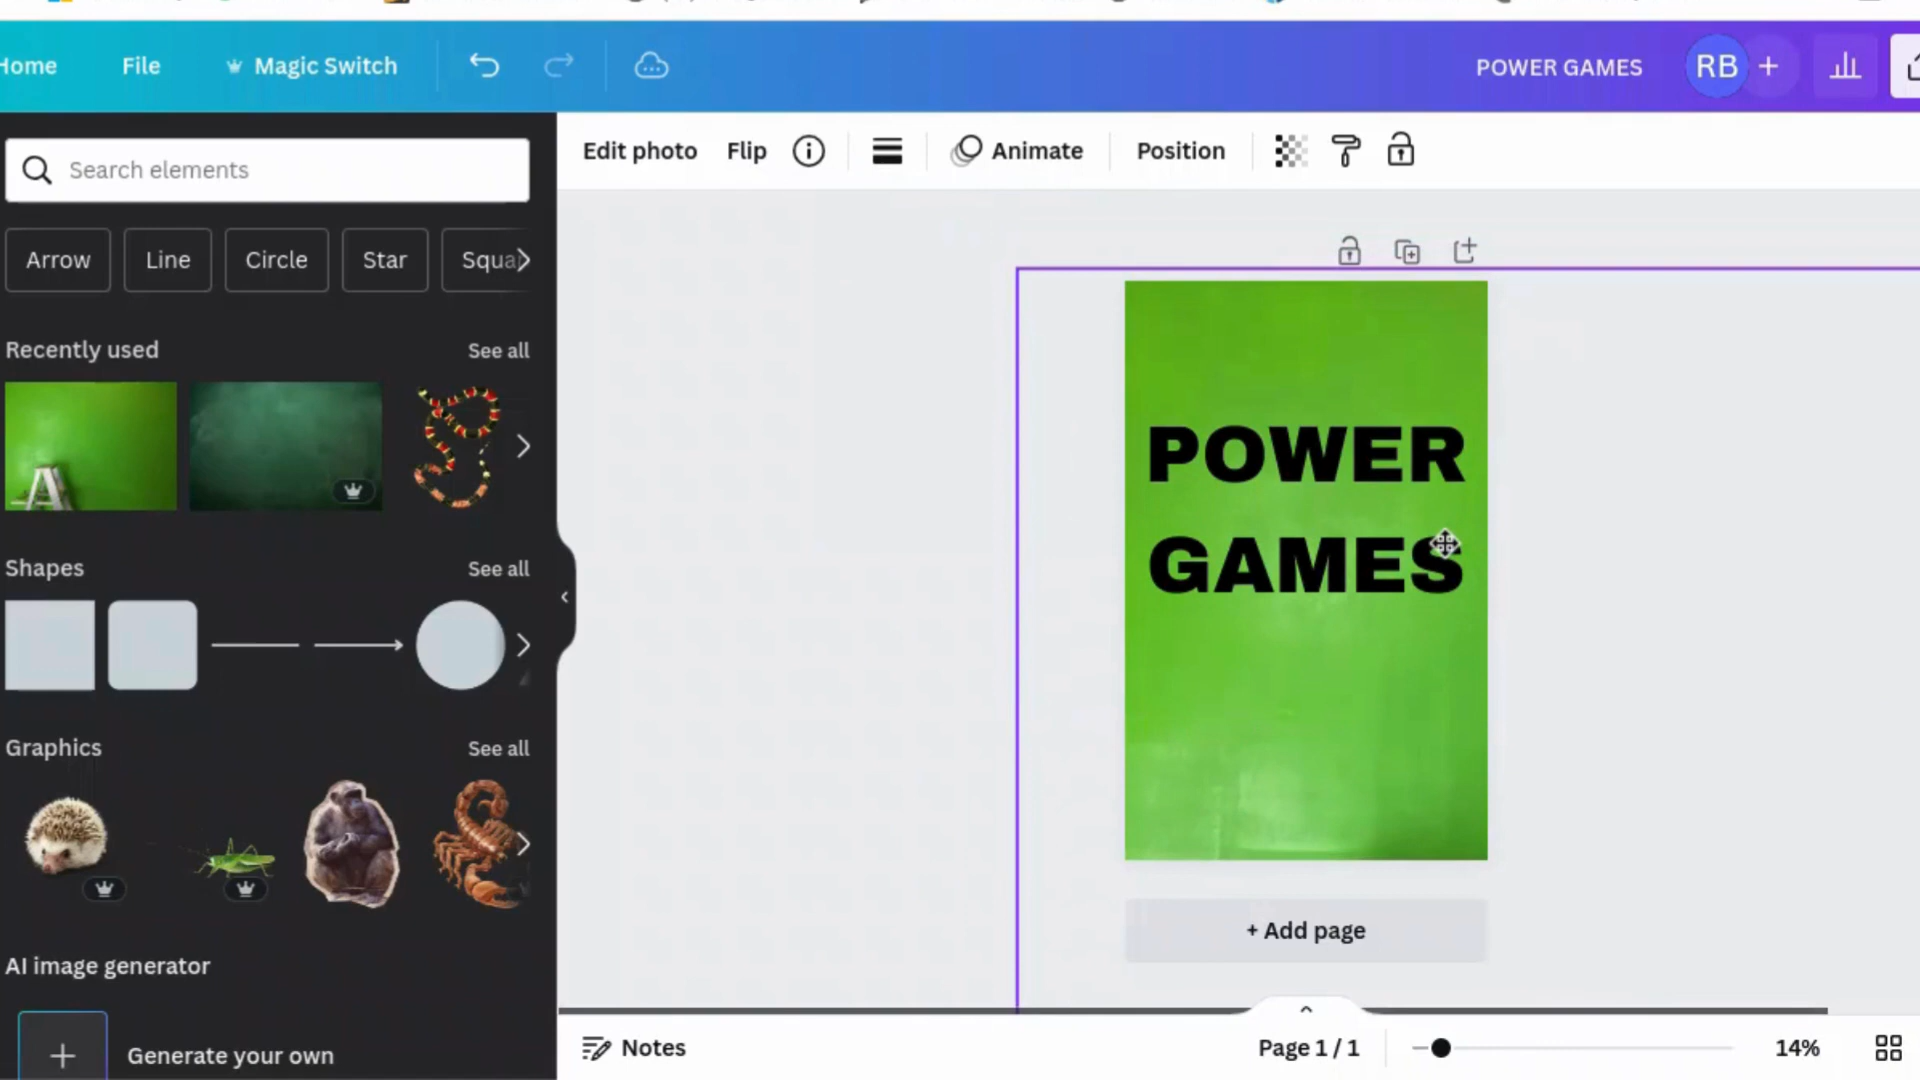 Home File Magic Switch POWER GAMES RB +
Edit photo Flip Animate Position
Search elements
Arrow Line Circle Star Squa
Recently used See all
Shapes See all
Graphics See all
AI image generator
+ Generate your own
POWER
GAMES
+ Add page
Notes Page 1 / 1 14%